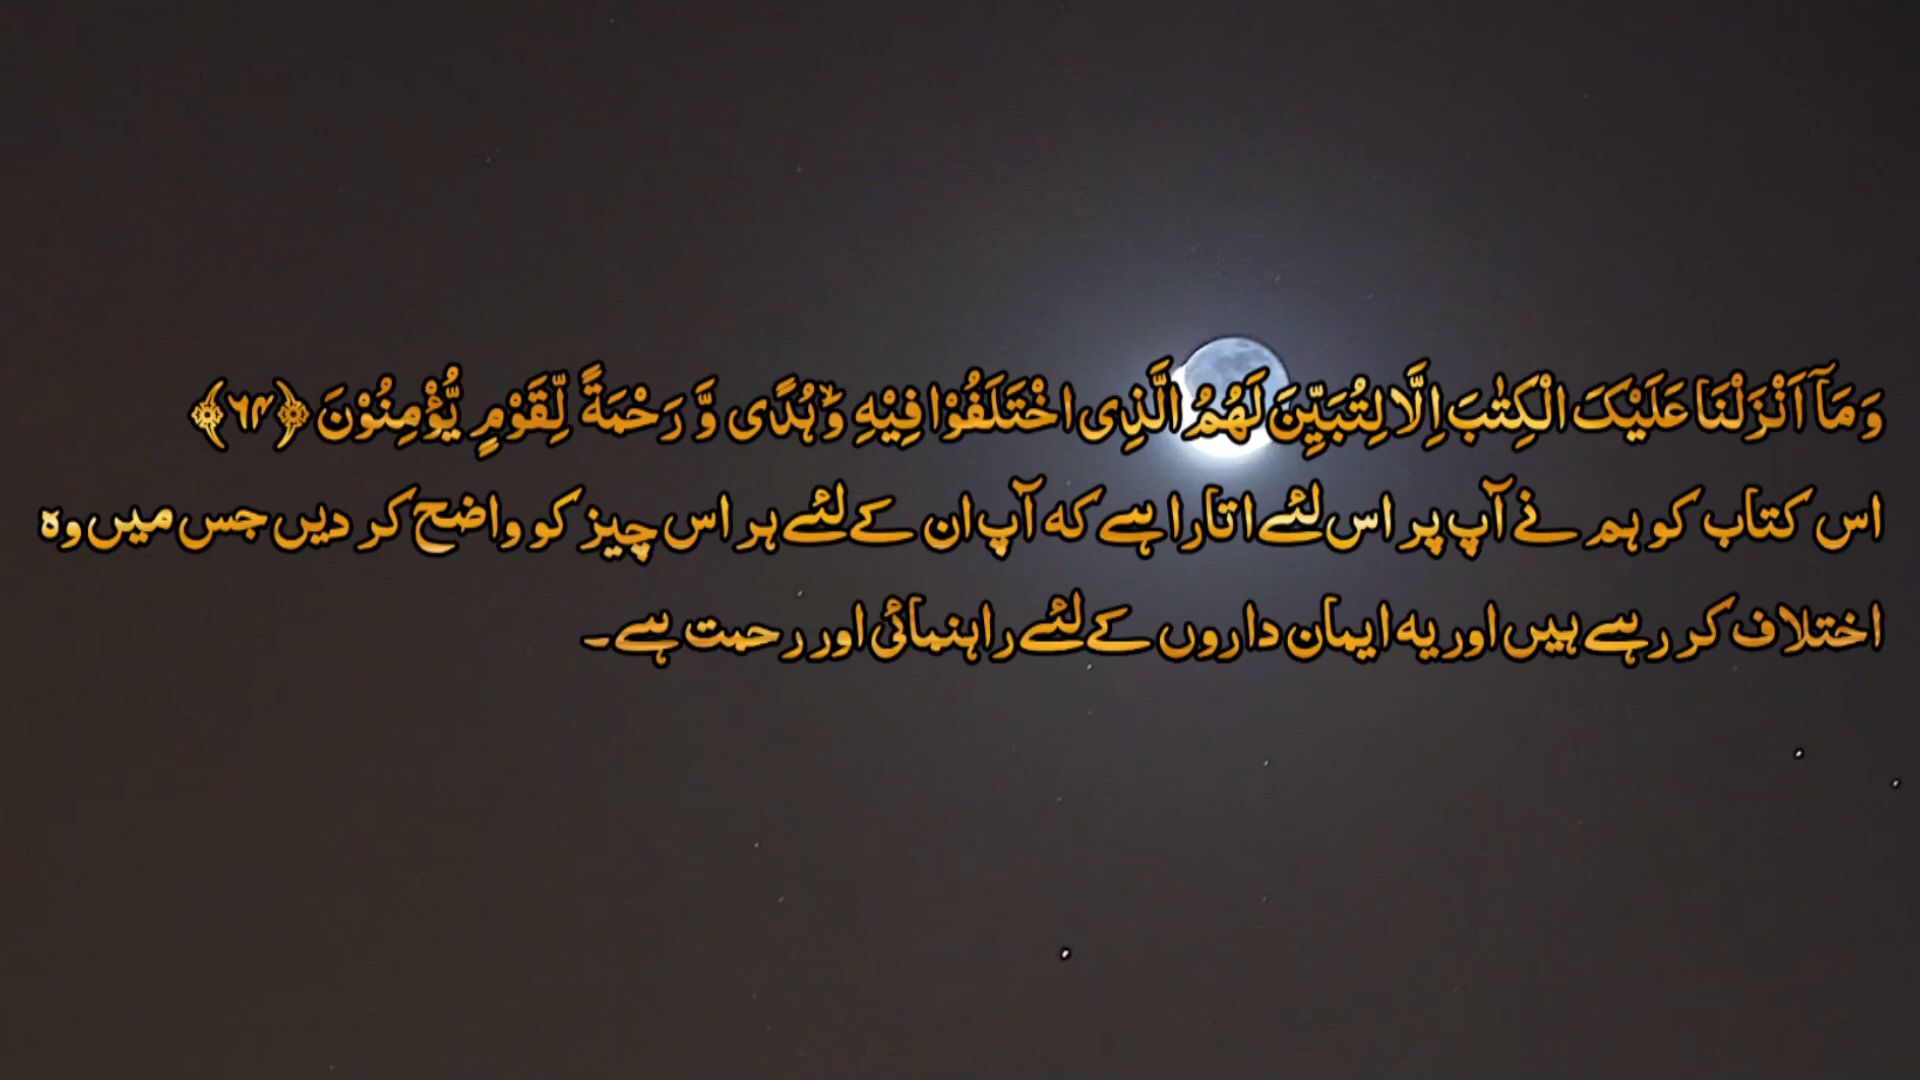 وَ مَاۤ اَنْزَلْنَا عَلَیْکَ الْکِتٰبَ اِلَّا لِتُبَیِّنَ لَهُمُ الَّذِی اخْتَلَفُوْا فِیْهِ ۙ وَ هُدًی وَّ رَحْمَۃً لِّقَوْمٍ یُّؤْمِنُوْنَ ﴿۶۴﴾
اس کتاب کو ہم نے آپ پر اس لئے اتارا ہے کہ آپ ان کے لئے ہر اس چیز کو واضح کر دیں جس میں وہ
اختلاف کر رہے ہیں اور یہ ایمان داروں کے لئے راہنمائی اور رحمت ہے۔